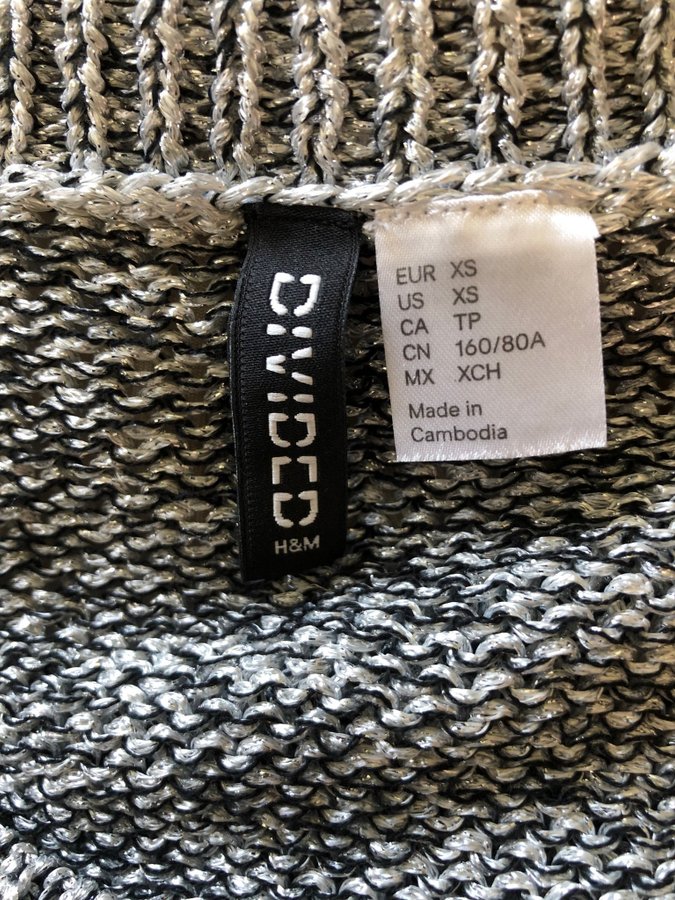 DIVIDED
H&M
EUR XS
US XS
CA TP
CN 160/80A
MX XCH
Made in
Cambodia